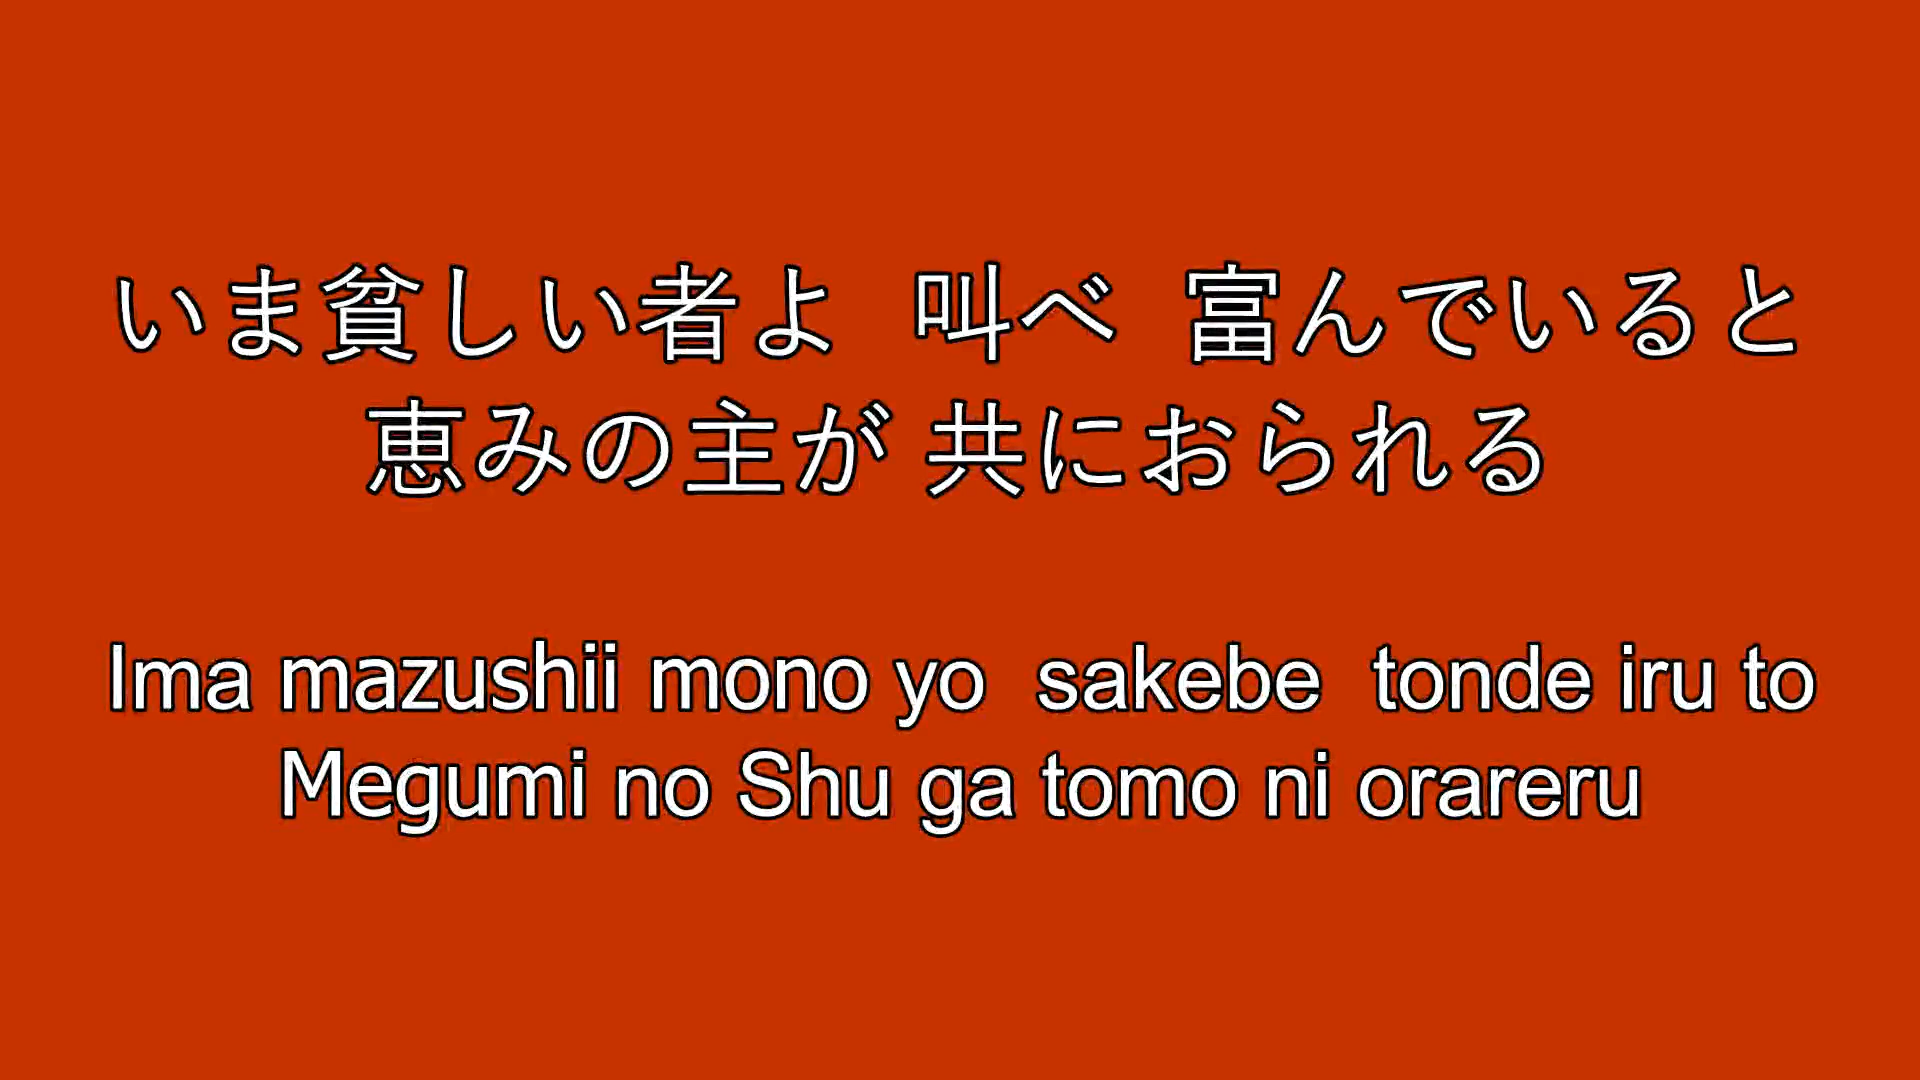 いま貧しい者よ 叫べ 富んでいると
恵みの主が 共におられる
Ima mazushii mono yo sakebe tonde iru to
Megumi no Shu ga tomo ni orareru